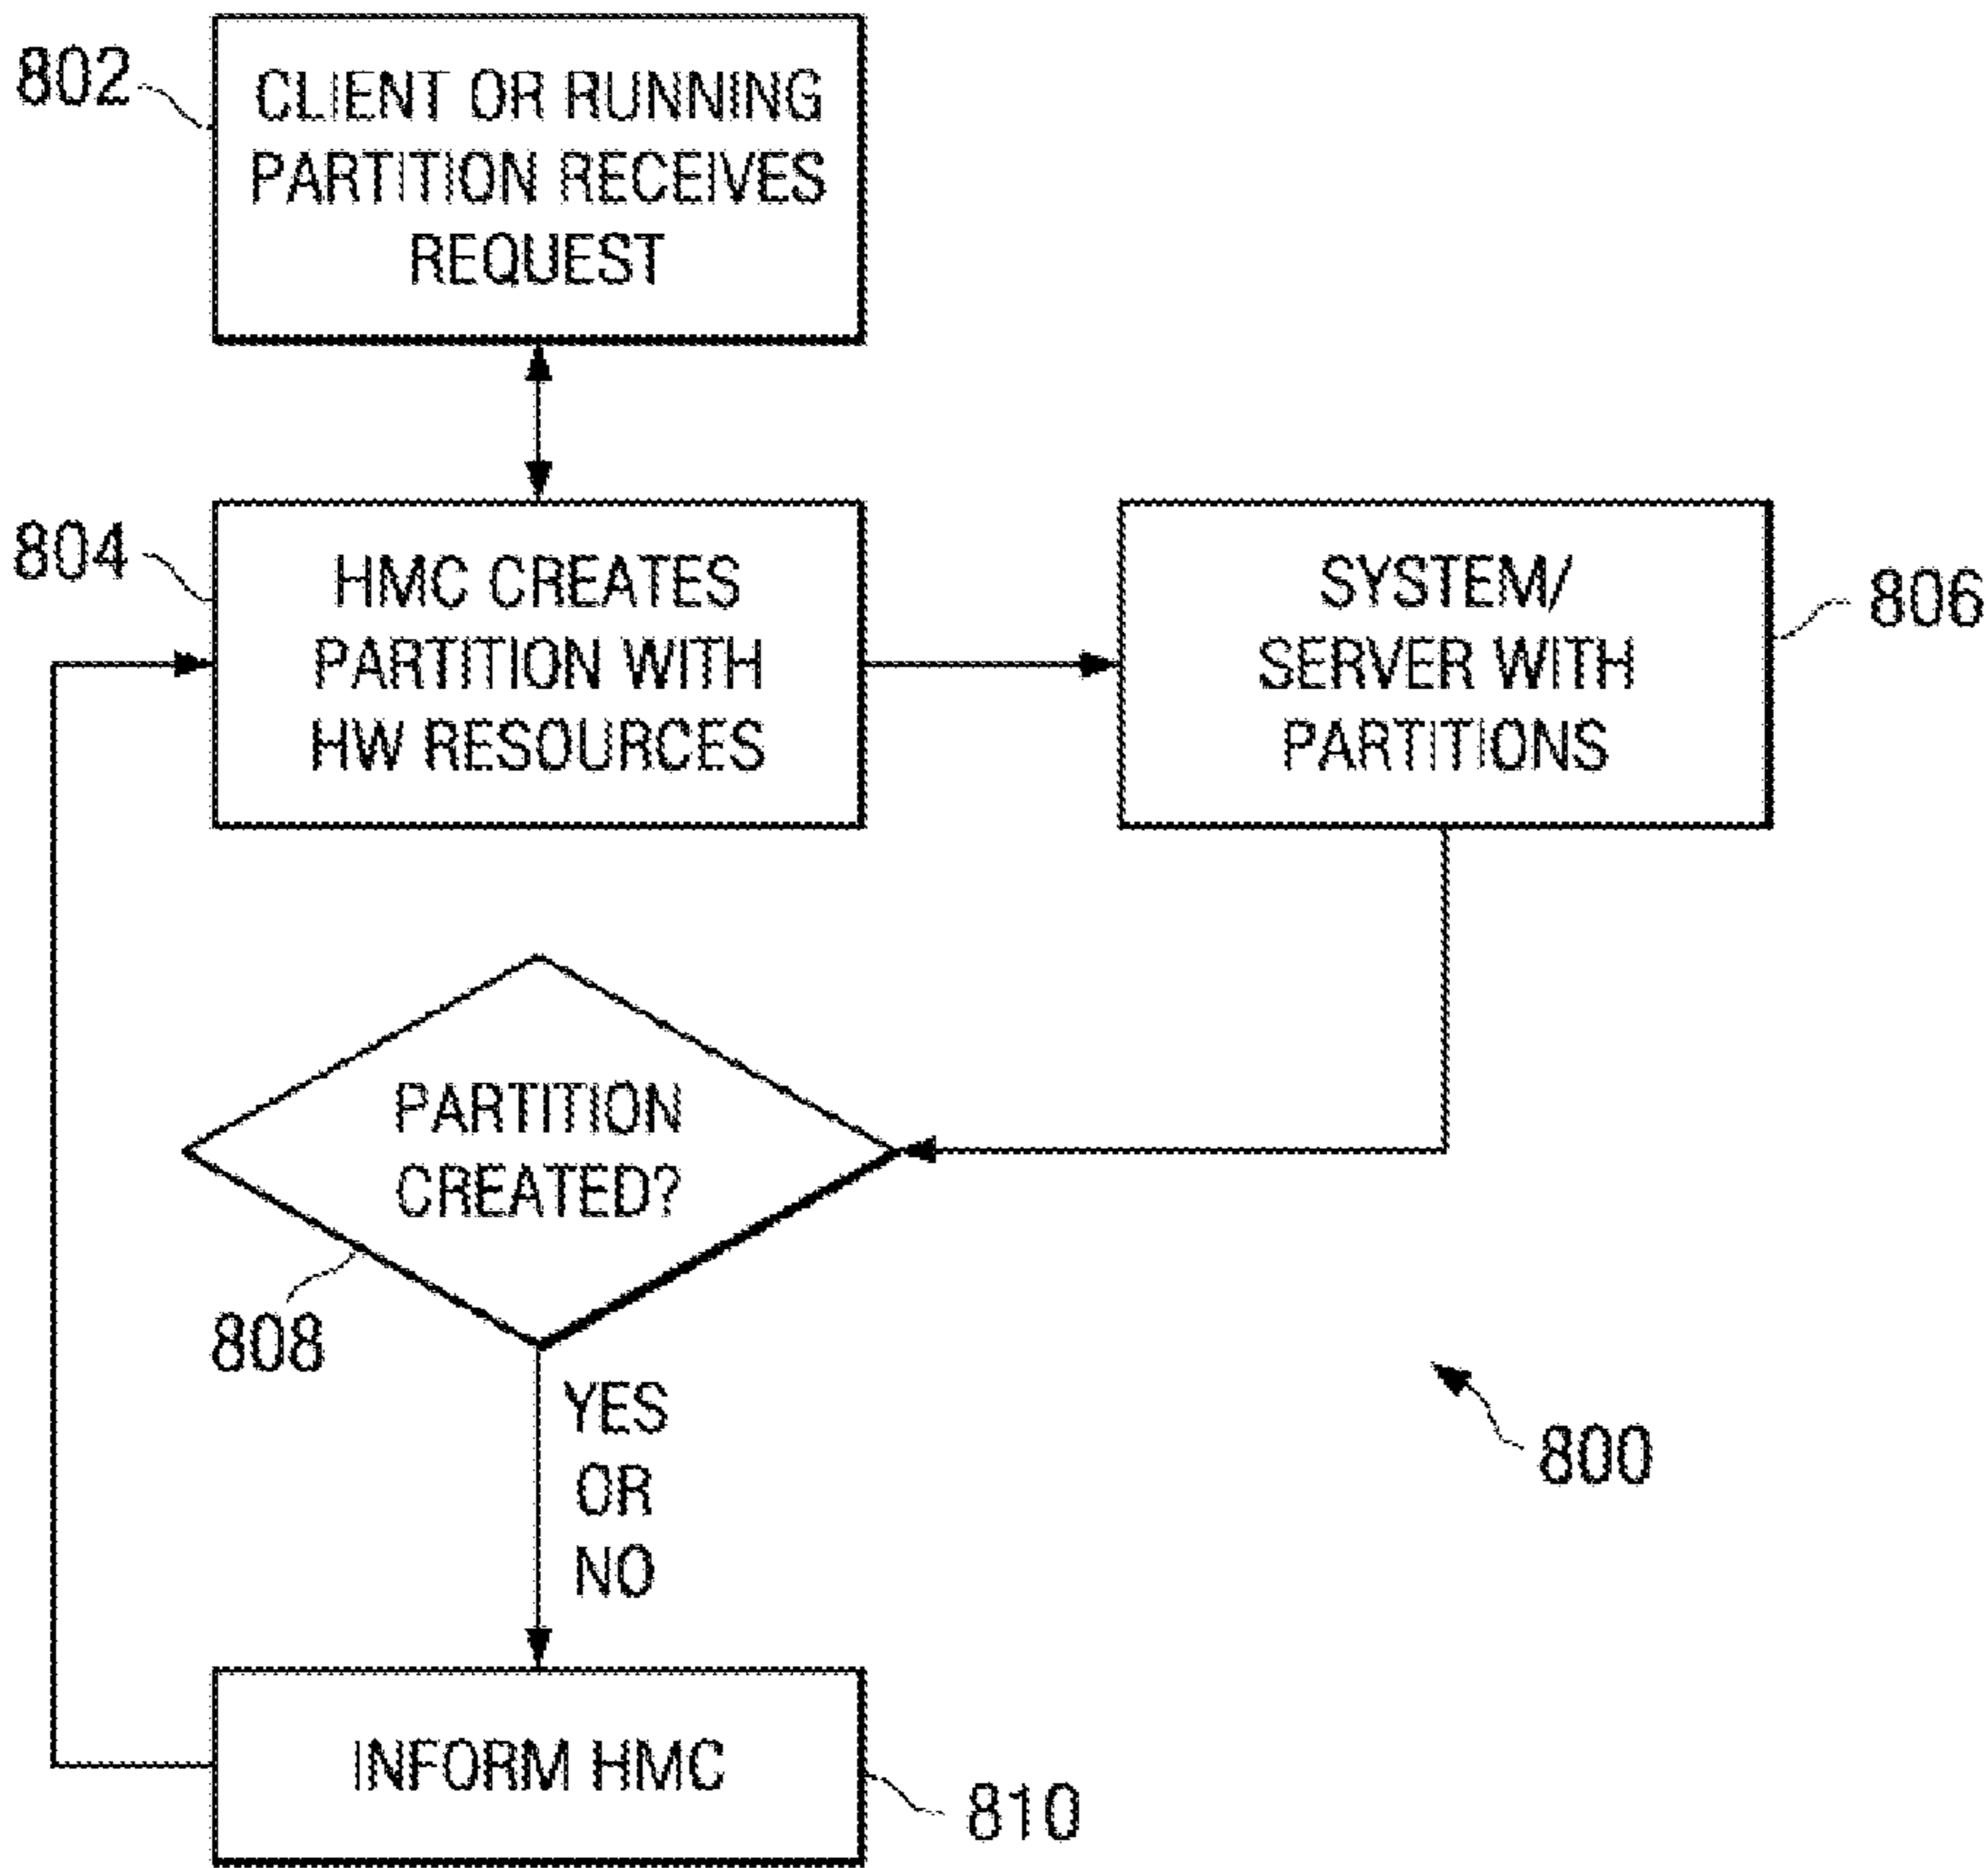 802
CLIENT OR RUNNING
PARTITION RECEIVES
REQUEST
804
HMC CREATES
PARTITION WITH
HW RESOURCES
SYSTEM/
SERVER WITH
PARTITIONS
806
PARTITION
CREATED?
808
YES
OR
NO
800
INFORM HMC
810